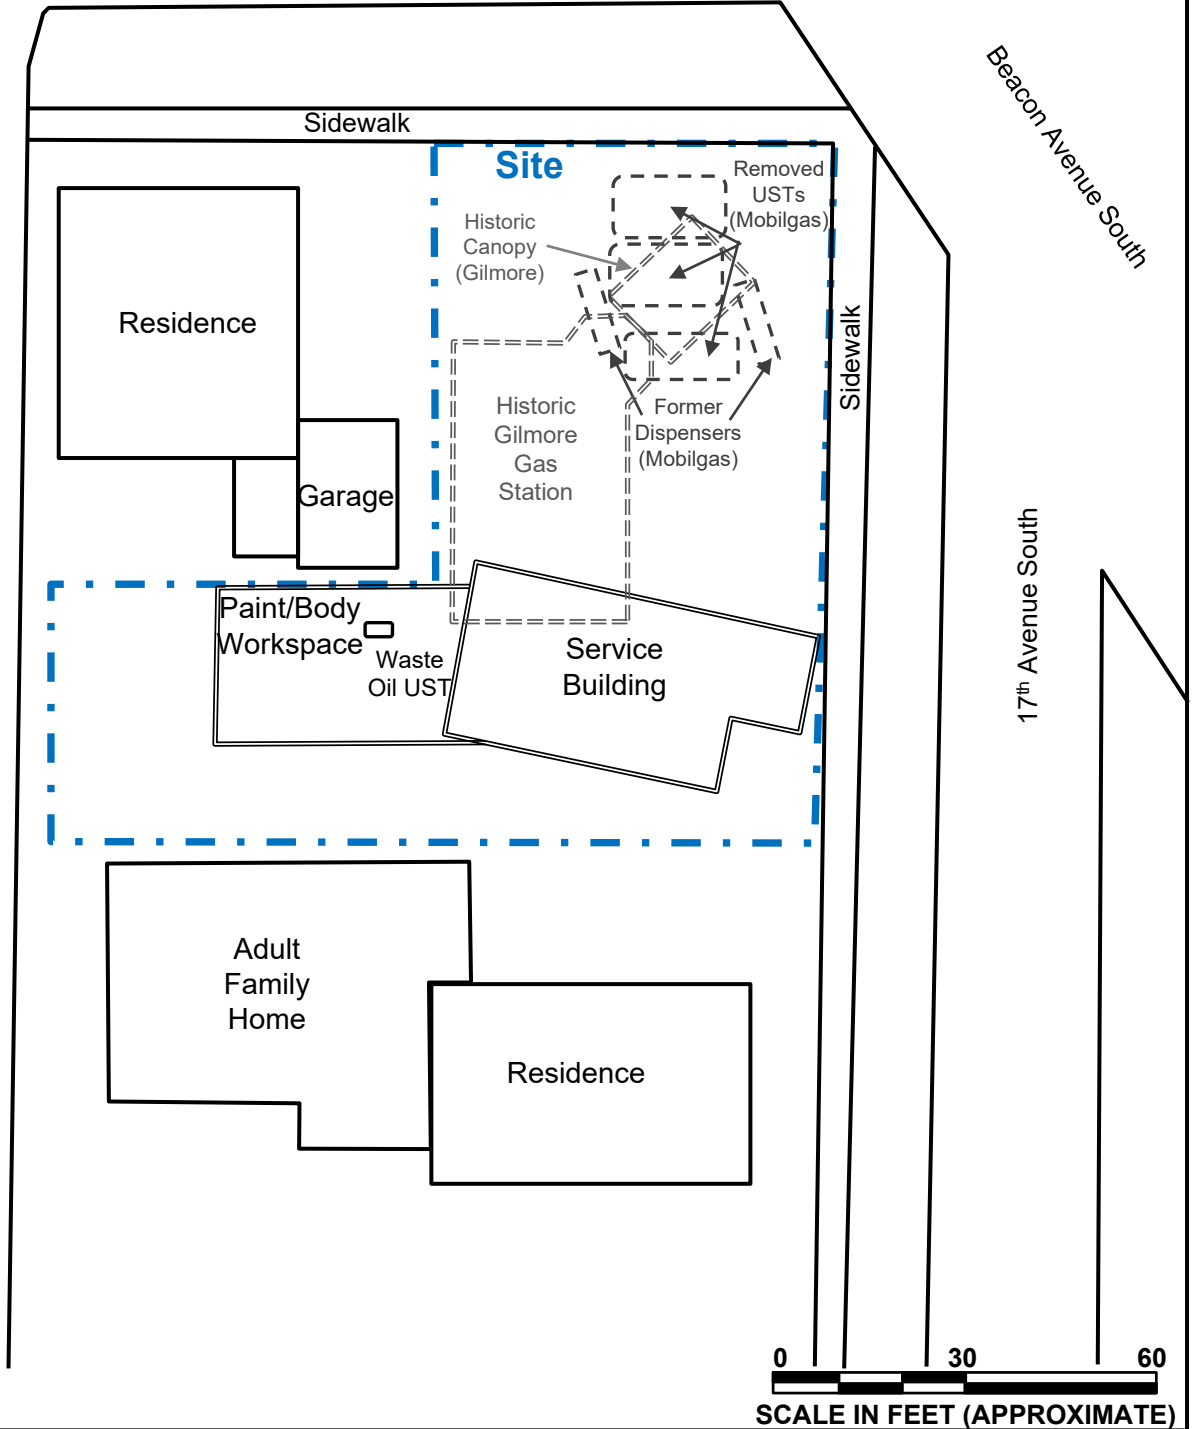 Beacon Avenue South
Sidewalk
Site
Removed
USTs
(Mobilgas)
Historic
Canopy
(Gilmore)
Residence
Sidewalk
Historic
Gilmore
Gas
Station
Former
Dispensers
(Mobilgas)
Garage
17th Avenue South
Paint/Body
Workspace
Waste
Oil UST
Service
Building
Adult
Family
Home
Residence
0 30 60
SCALE IN FEET (APPROXIMATE)